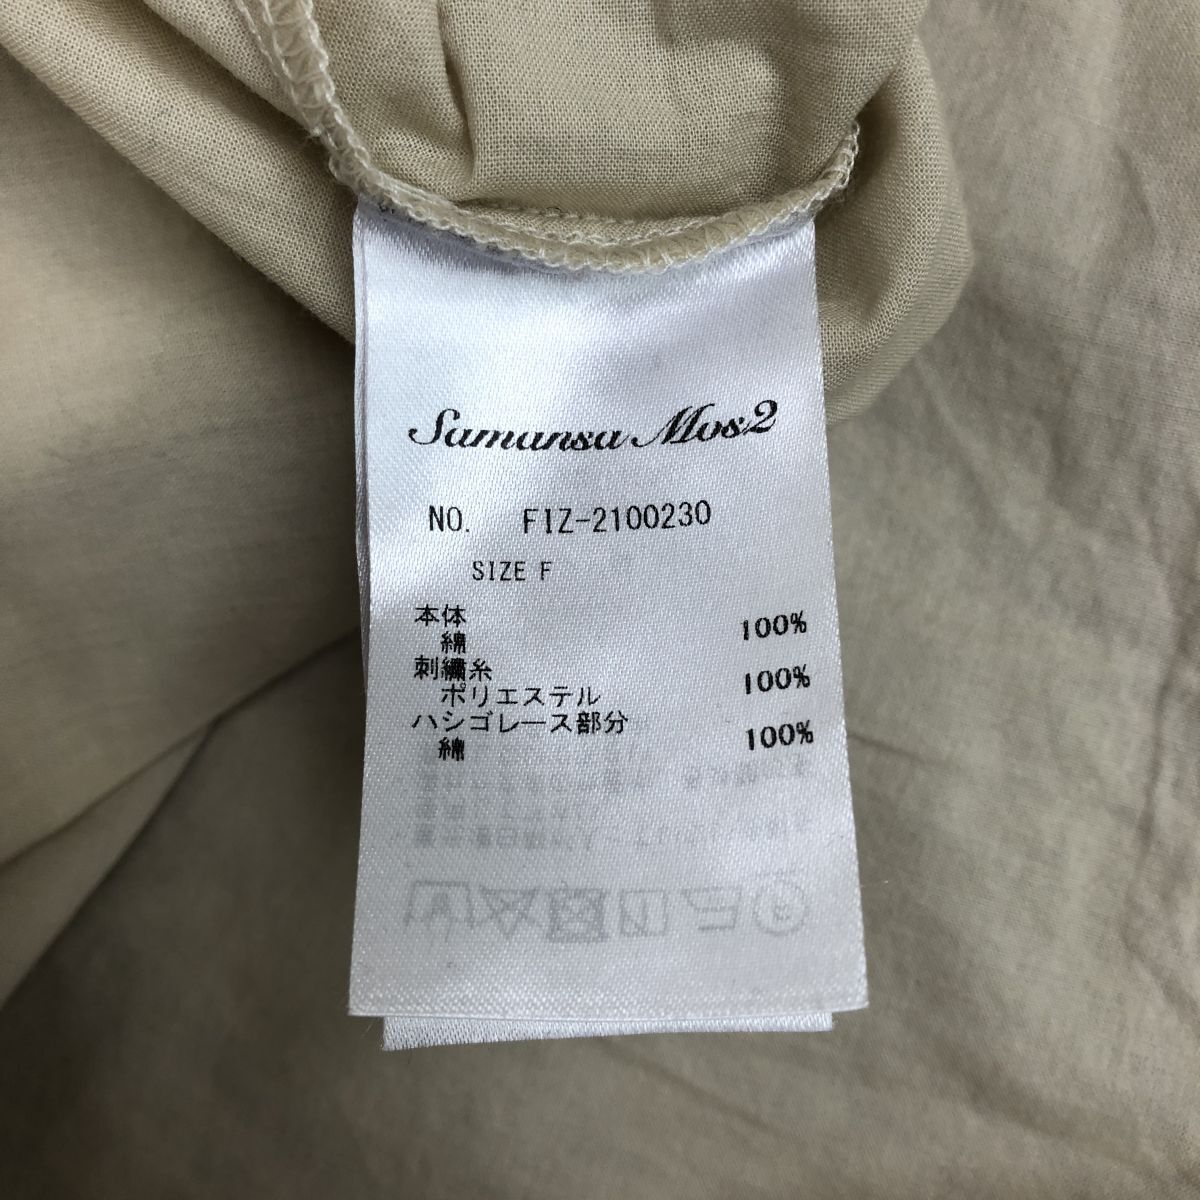 Samansa Mos2
NO. FIZ-2100230
SIZE F
本体
綿 100%
刺繍糸
ポリエステル 100%
ハシゴレース部分
綿 100%